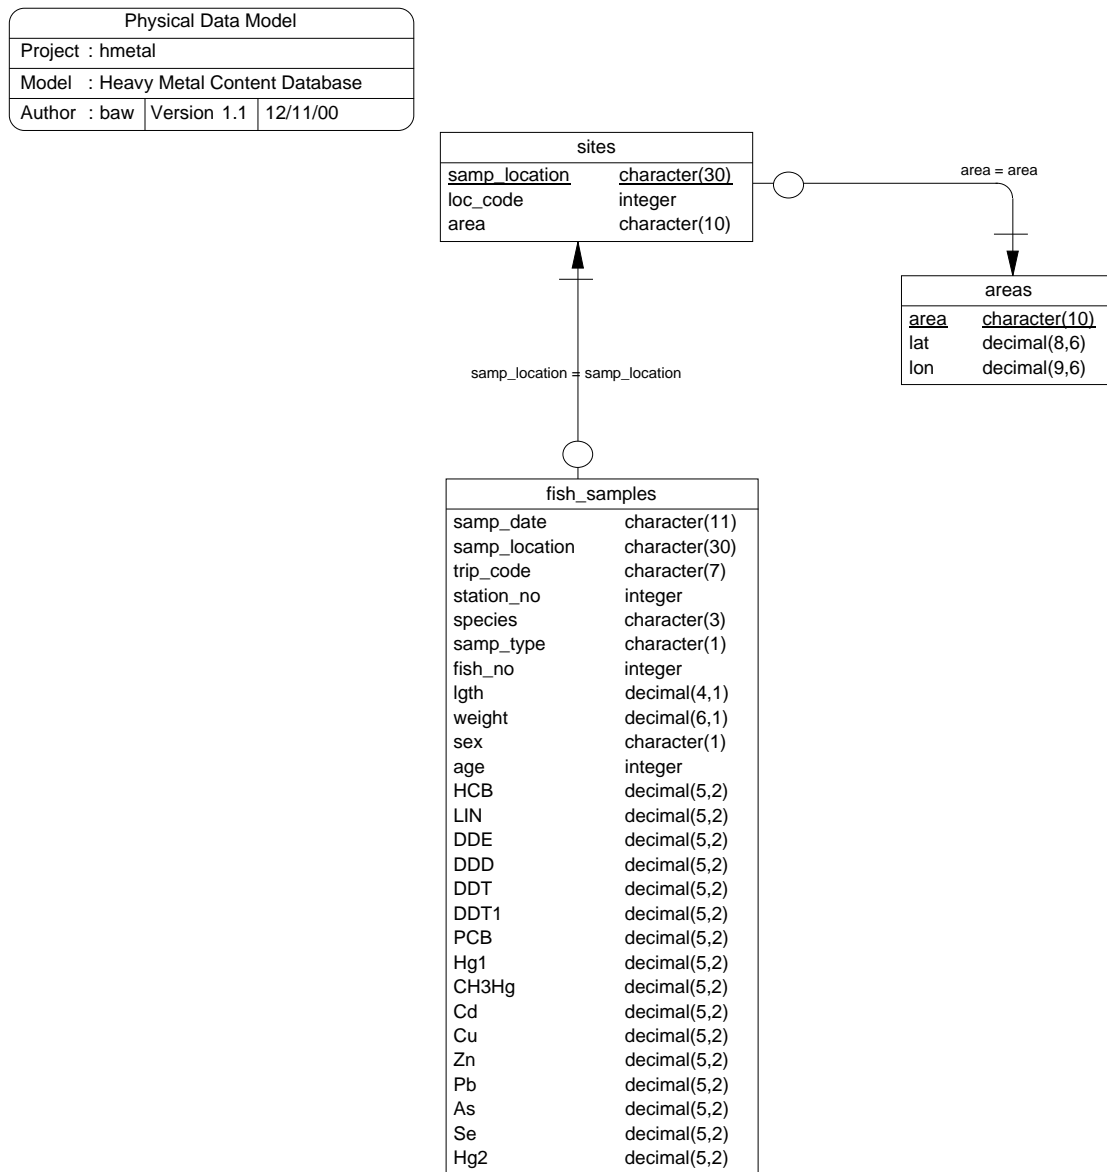 Physical Data Model
Project : hmetal
Model : Heavy Metal Content Database
Author : baw Version 1.1 12/11/00
sites
samp_location character(30)
loc_code integer
area character(10)
area = area
areas
area character(10)
lat decimal(8,6)
lon decimal(9,6)
samp_location = samp_location
fish_samples
samp_date character(11)
samp_location character(30)
trip_code character(7)
station_no integer
species character(3)
samp_type character(1)
fish_no integer
lgth decimal(4,1)
weight decimal(6,1)
sex character(1)
age integer
HCB decimal(5,2)
LIN decimal(5,2)
DDE decimal(5,2)
DDD decimal(5,2)
DDT decimal(5,2)
DDT1 decimal(5,2)
PCB decimal(5,2)
Hg1 decimal(5,2)
CH3Hg decimal(5,2)
Cd decimal(5,2)
Cu decimal(5,2)
Zn decimal(5,2)
Pb decimal(5,2)
As decimal(5,2)
Se decimal(5,2)
Hg2 decimal(5,2)